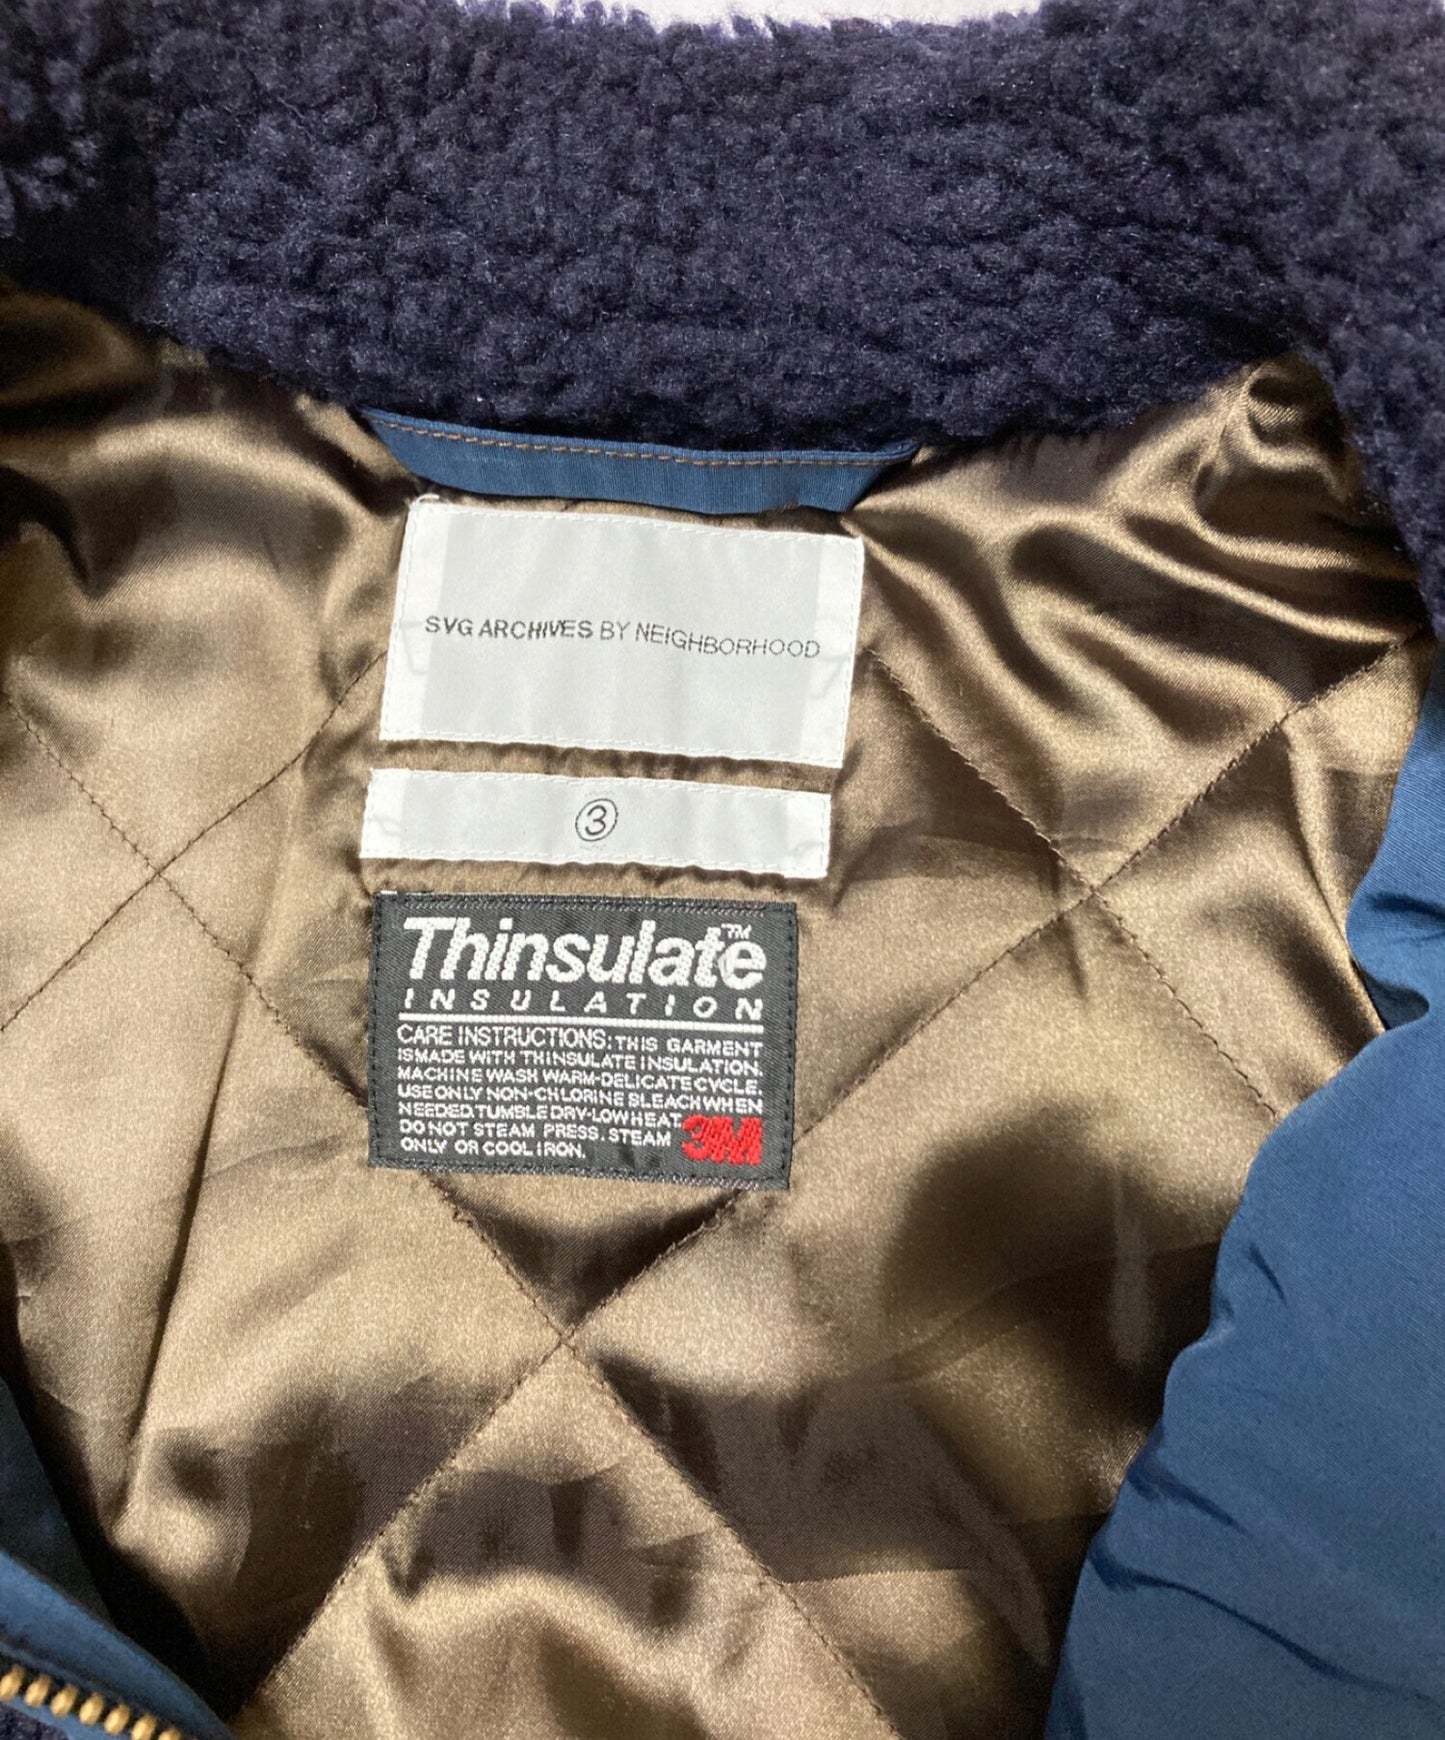 SVG ARCHIVES BY NEIGHBORHOOD
3
Thinsulate™
INSULATION
CARE INSTRUCTIONS: THIS GARMENT
IS MADE WITH THINSULATE INSULATION.
MACHINE WASH WARM-DELICATE CYCLE.
USE ONLY NON-CHLORINE BLEACH WHEN
NEEDED. TUMBLE DRY-LOW HEAT.
DO NOT STEAM PRESS. STEAM
ONLY OR COOL IRON.
3M